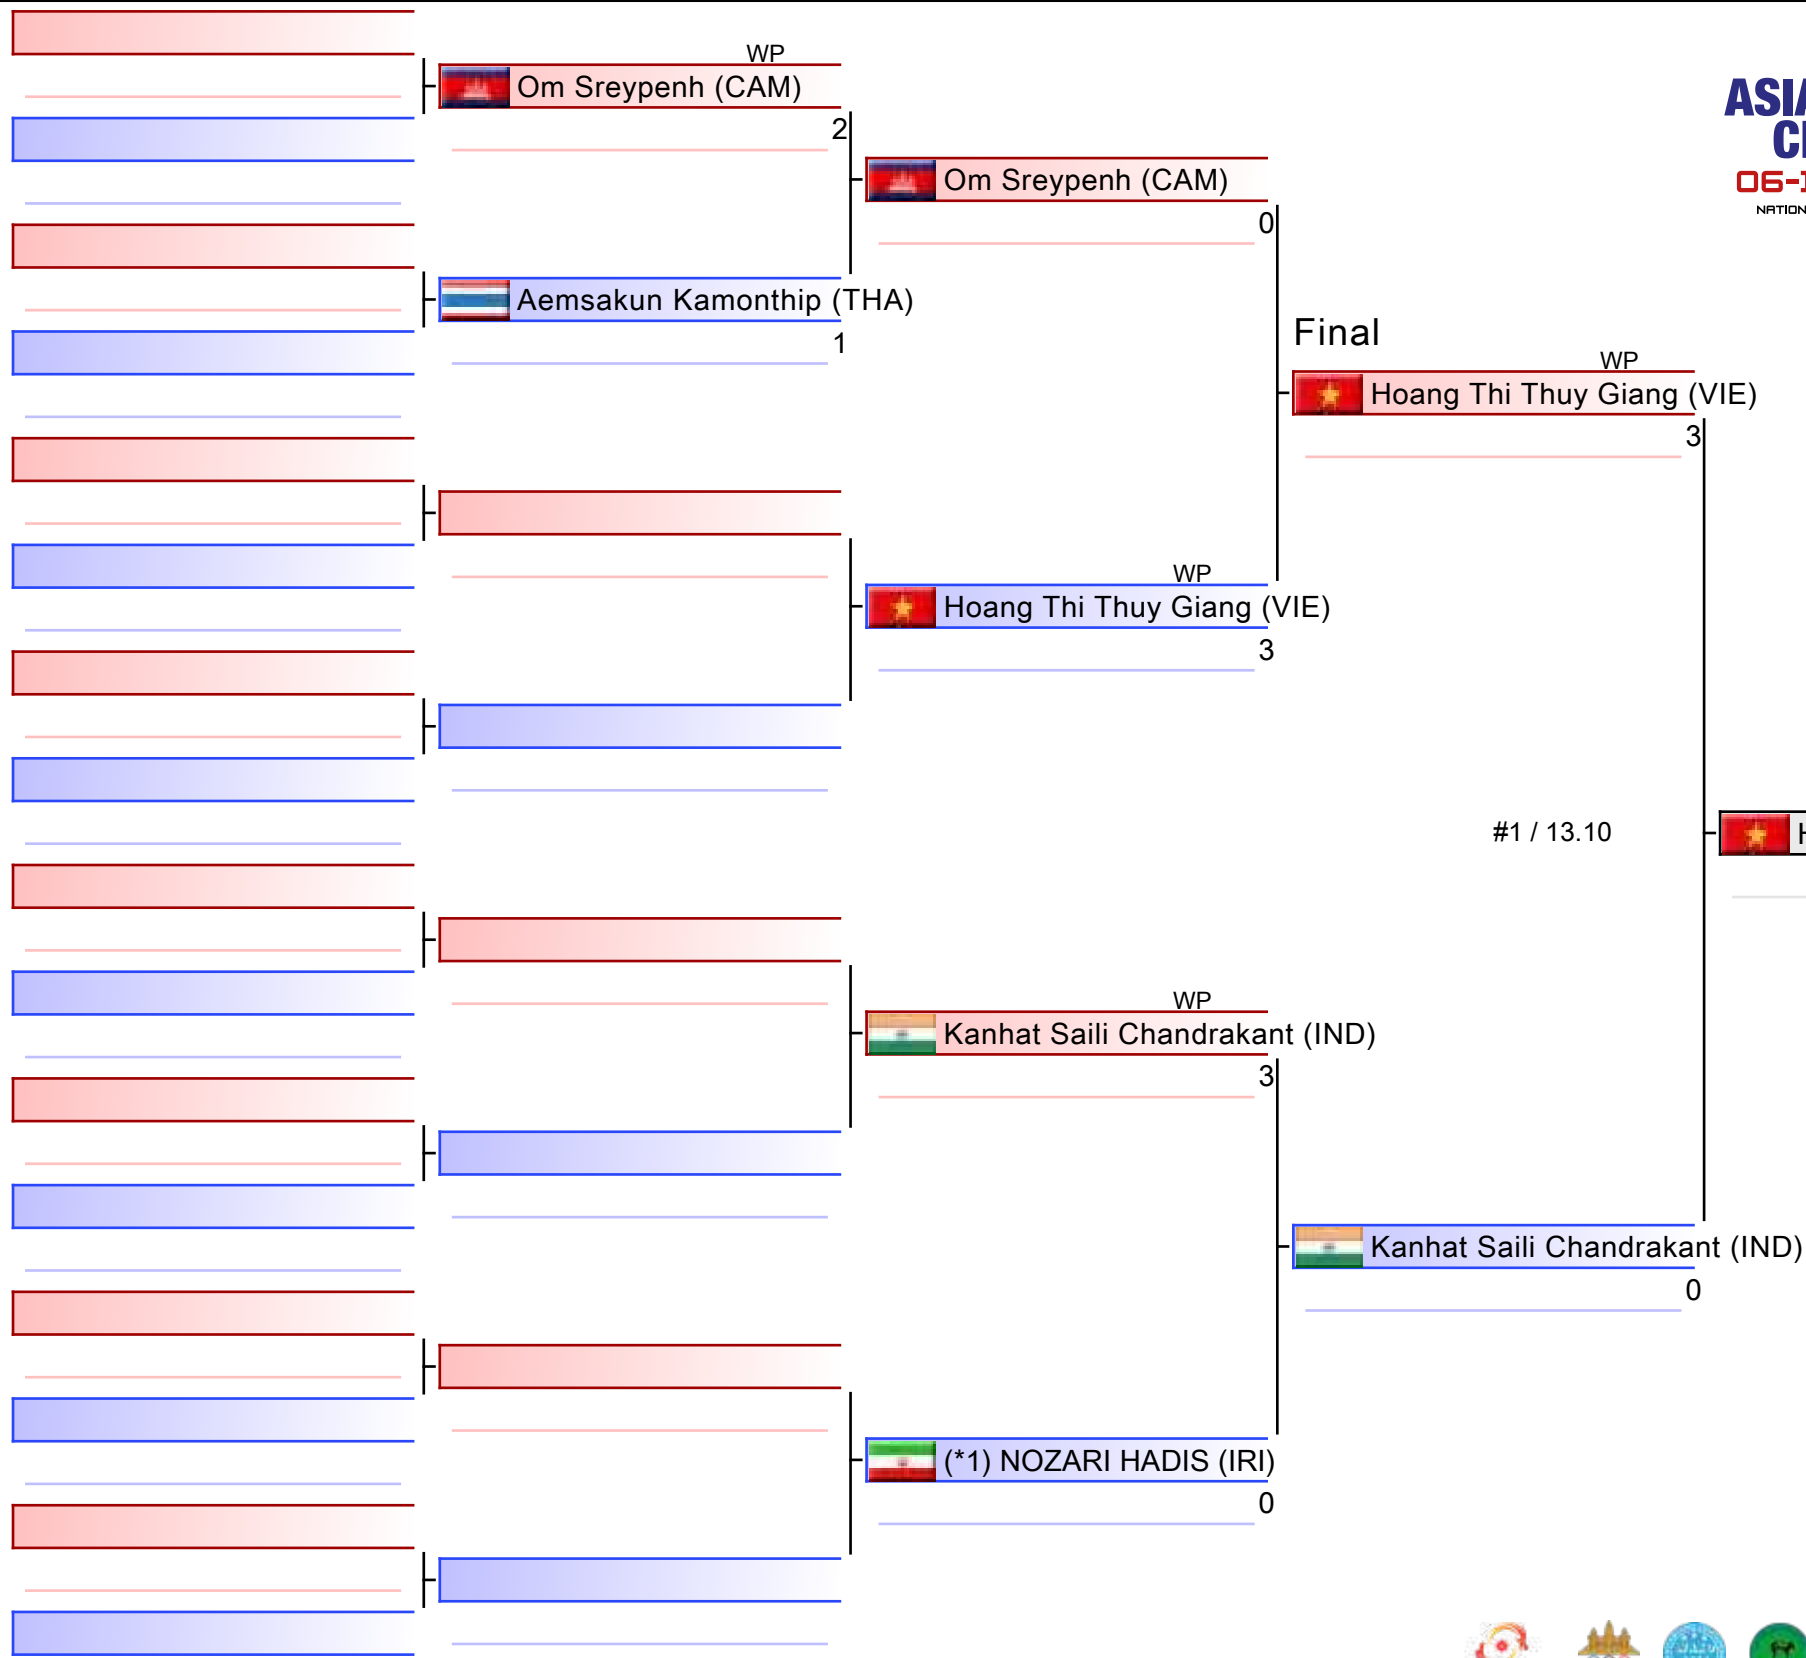 WP
Om Sreypenh (CAM)
2
Om Sreypenh (CAM)
0
Aemsakun Kamonthip (THA)
1
Final
WP
Hoang Thi Thuy Giang (VIE)
3
WP
Hoang Thi Thuy Giang (VIE)
3
#1 / 13.10
WP
Kanhat Saili Chandrakant (IND)
3
Kanhat Saili Chandrakant (IND)
0
(*1) NOZARI HADIS (IRI)
0